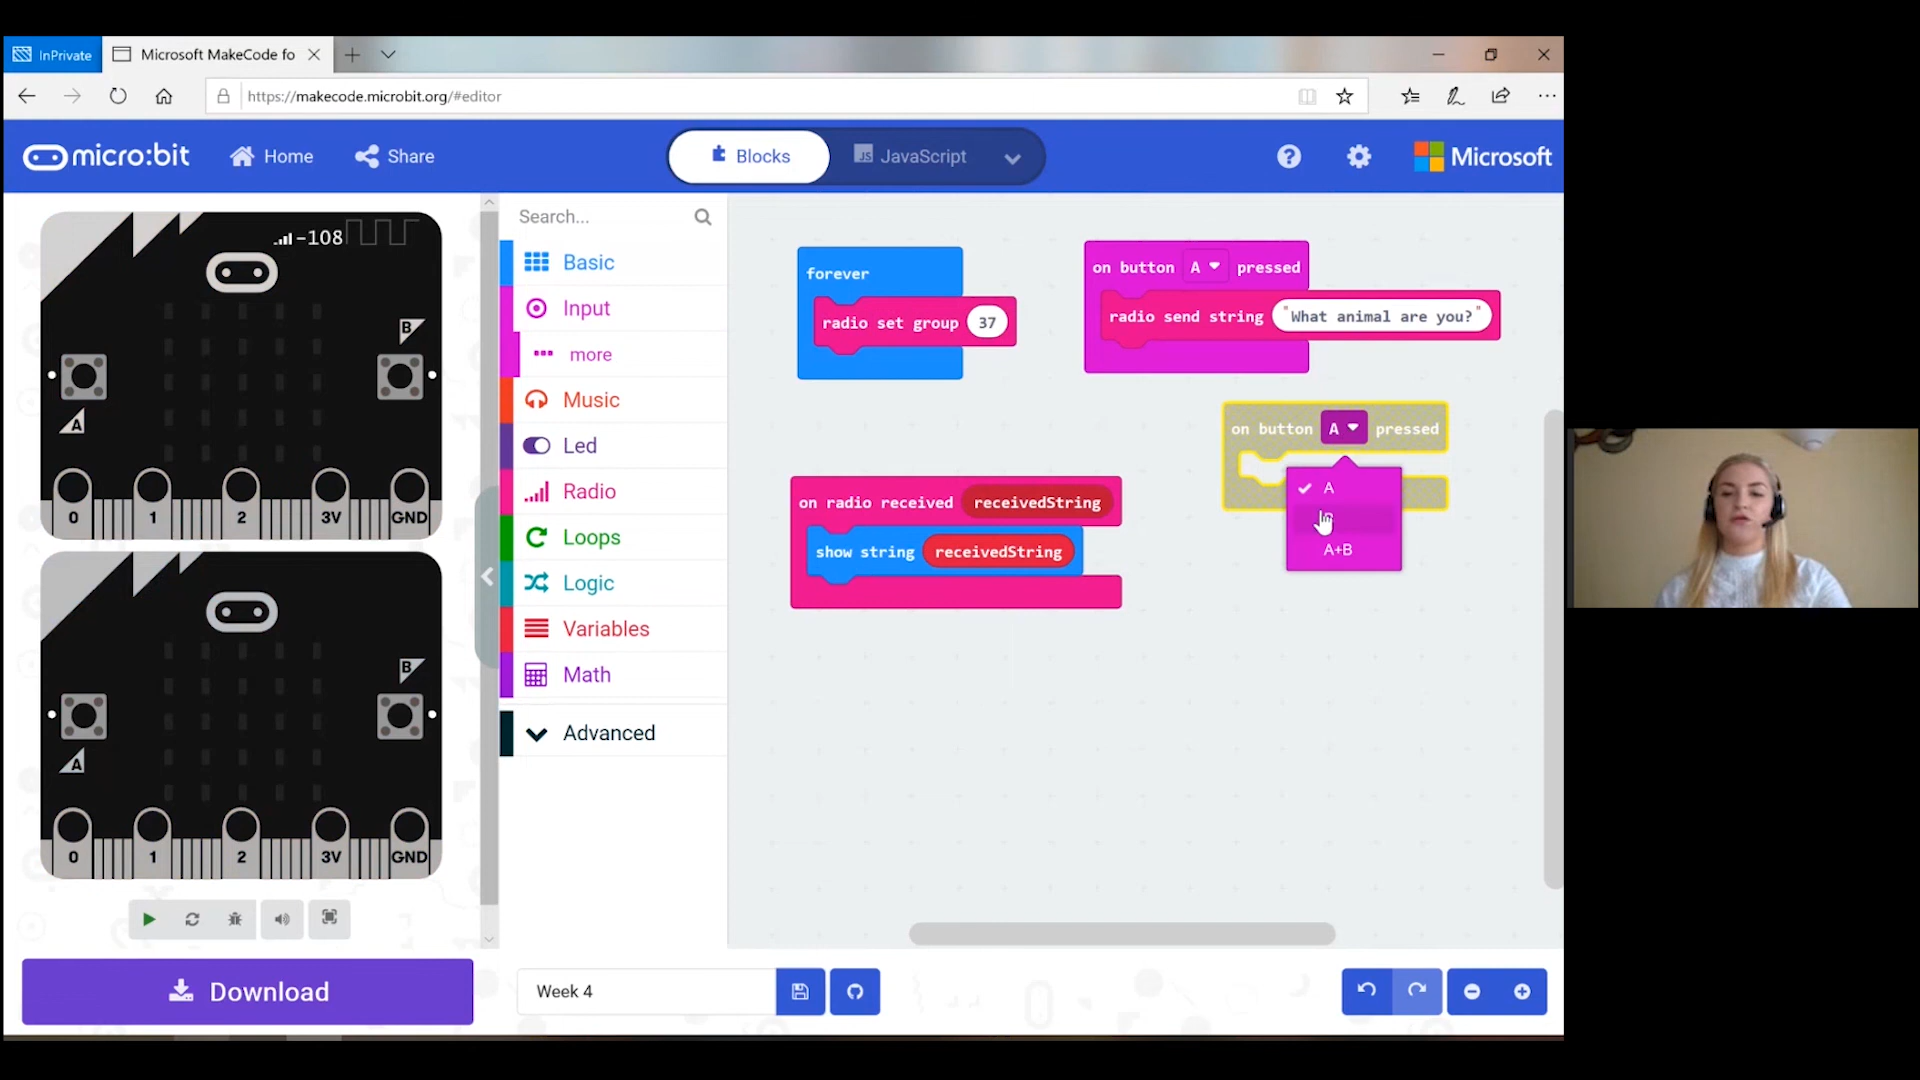 InPrivate
Microsoft MakeCode fo
https://makecode.microbit.org/#editor
micro:bit
Home
Share
Blocks
JS
JavaScript
?
Microsoft
-108
B
A
0 1 2 3V GND
B
A
0 1 2 3V GND
Download
Search...
Basic
Input
more
Music
Led
Radio
Loops
Logic
Variables
Math
Advanced
forever
radio set group 37
on button A pressed
radio send string "What animal are you?"
on button A pressed
A
A+B
on radio received receivedString
show string receivedString
Week 4